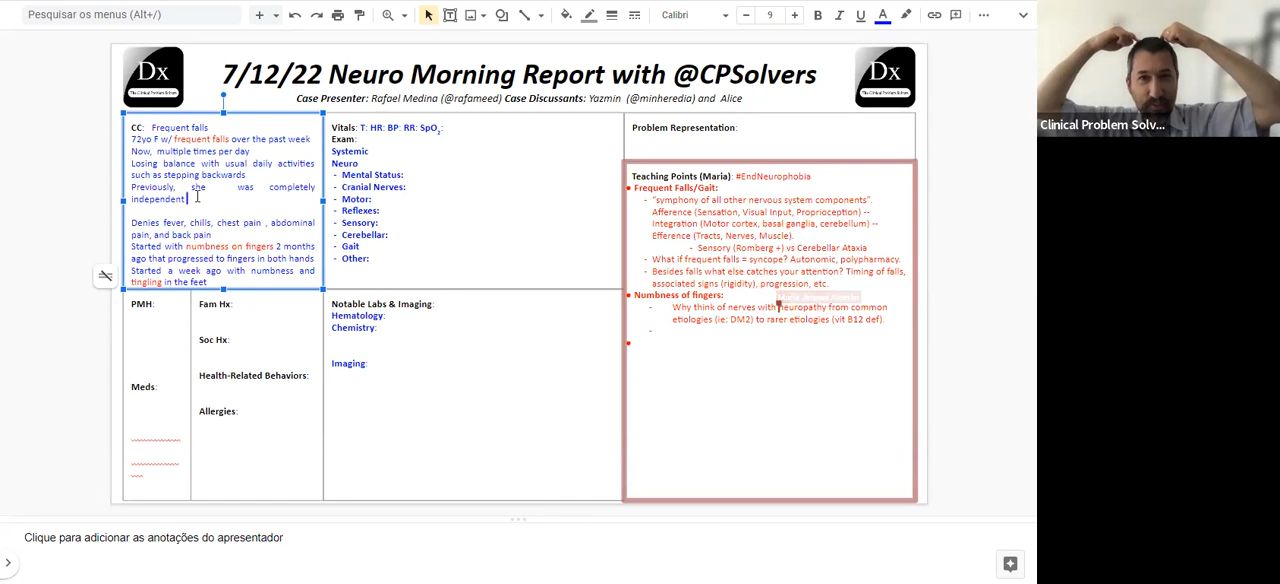 Pesquisar os menus (Alt+/)
Calibri
9
B I U A
Clinical Problem Solv...
Dx
The Clinical Problem Solvers
7/12/22 Neuro Morning Report with @CPSolvers
Case Presenter: Rafael Medina (@rafameed) Case Discussants: Yazmin (@minheredia) and Alice
Dx
The Clinical Problem Solvers
CC: Frequent falls
72yo F w/ frequent falls over the past week
Now, multiple times per day
Losing balance with usual daily activities
such as stepping backwards
Previously, she was completely
independent
Denies fever, chills, chest pain , abdominal
pain, and back pain
Started with numbness on fingers 2 months
ago that progressed to fingers in both hands
Started a week ago with numbness and
tingling in the feet
Vitals: T: HR: BP: RR: SpO2:
Exam:
Systemic
Neuro
- Mental Status:
- Cranial Nerves:
- Motor:
- Reflexes:
- Sensory:
- Cerebellar:
- Gait
- Other:
Problem Representation:
Teaching Points (Maria): #EndNeurophobia
• Frequent Falls/Gait:
- "symphony of all other nervous system components".
Afference (Sensation, Visual Input, Proprioception) --
Integration (Motor cortex, basal ganglia, cerebellum) --
Efference (Tracts, Nerves, Muscle).
- Sensory (Romberg +) vs Cerebellar Ataxia
- What if frequent falls = syncope? Autonomic, polypharmacy.
- Besides falls what else catches your attention? Timing of falls,
associated signs (rigidity), progression, etc.
• Numbness of fingers:
- Why think of nerves with neuropathy from common
etiologies (ie: DM2) to rarer etiologies (vit B12 def).
-
•
PMH:
Meds:
Fam Hx:
Soc Hx:
Health-Related Behaviors:
Allergies:
Notable Labs & Imaging:
Hematology:
Chemistry:
Imaging:
Clique para adicionar as anotações do apresentador